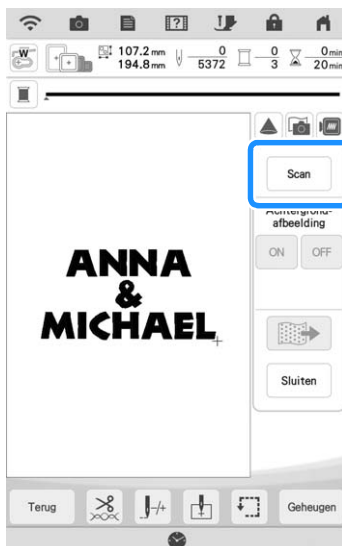 W
107.2 mm
194.8 mm
0
5372
0
3
0 min
20 min
Scan
Achtergrond-
afbeelding
ON OFF
ANNA
&
MICHAEL
Sluiten
Terug
-/+
Geheugen